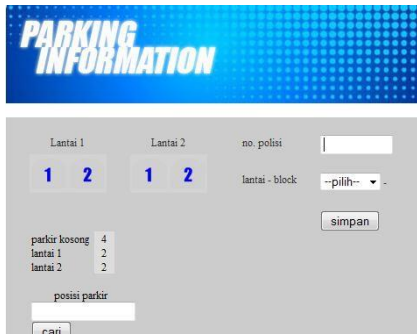 PARKING
INFORMATION
Lantai 1 Lantai 2 no. polisi
1 2 1 2 lantai - block --pilih-- -
simpan
parkir kosong 4
lantai 1 2
lantai 2 2
posisi parkir
cari